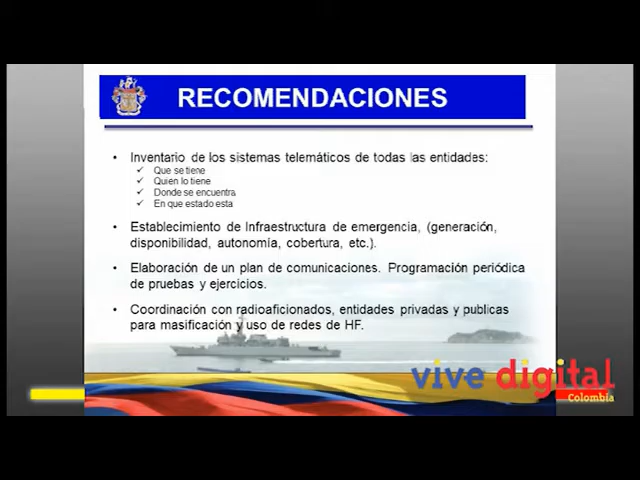 RECOMENDACIONES
• Inventario de los sistemas telemáticos de todas las entidades:
✓ Que se tiene
✓ Quien lo tiene
✓ Donde se encuentra
✓ En que estado esta
• Establecimiento de Infraestructura de emergencia, (generación,
disponibilidad, autonomía, cobertura, etc.).
• Elaboración de un plan de comunicaciones. Programación periódica
de pruebas y ejercicios.
• Coordinación con radioaficionados, entidades privadas y publicas
para masificación y uso de redes de HF.
vive digital
Colombia